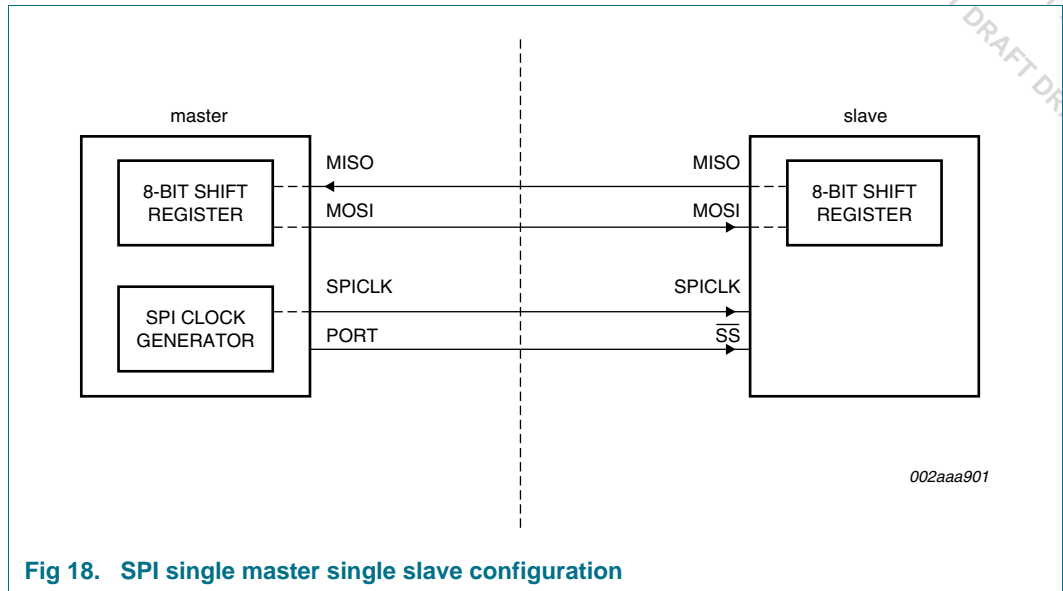 DRAFT
master
slave
MISO
MISO
8-BIT SHIFT
REGISTER
8-BIT SHIFT
REGISTER
MOSI
MOSI
SPICLK
SPICLK
SPI CLOCK
GENERATOR
PORT
SS
002aaa901
Fig 18. SPI single master single slave configuration